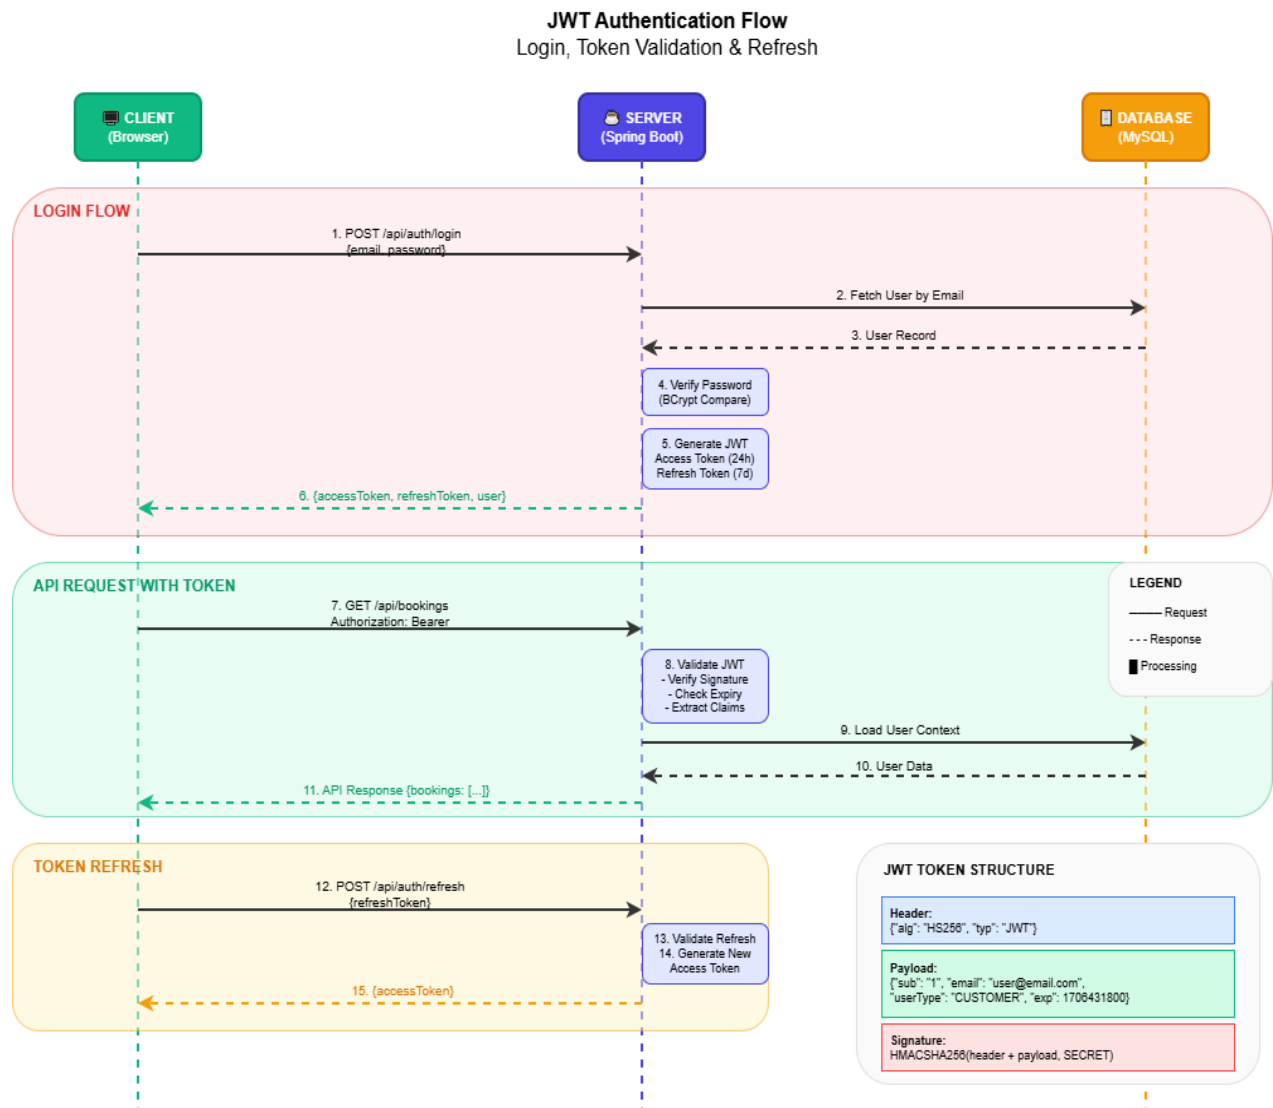 JWT Authentication Flow
Login, Token Validation & Refresh
CLIENT
(Browser)
SERVER
(Spring Boot)
DATABASE
(MySQL)
LOGIN FLOW
1. POST /api/auth/login
{email, password}
2. Fetch User by Email
3. User Record
4. Verify Password
(BCrypt Compare)
5. Generate JWT
Access Token (24h)
Refresh Token (7d)
6. {accessToken, refreshToken, user}
API REQUEST WITH TOKEN
7. GET /api/bookings
Authorization: Bearer
8. Validate JWT
- Verify Signature
- Check Expiry
- Extract Claims
9. Load User Context
10. User Data
11. API Response {bookings: [...]}
LEGEND
──── Request
- - - Response
█ Processing
TOKEN REFRESH
12. POST /api/auth/refresh
{refreshToken}
13. Validate Refresh
14. Generate New
Access Token
15. {accessToken}
JWT TOKEN STRUCTURE
Header:
{"alg": "HS256", "typ": "JWT"}
Payload:
{"sub": "1", "email": "user@email.com",
"userType": "CUSTOMER", "exp": 1706431800}
Signature:
HMACSHA256(header + payload, SECRET)